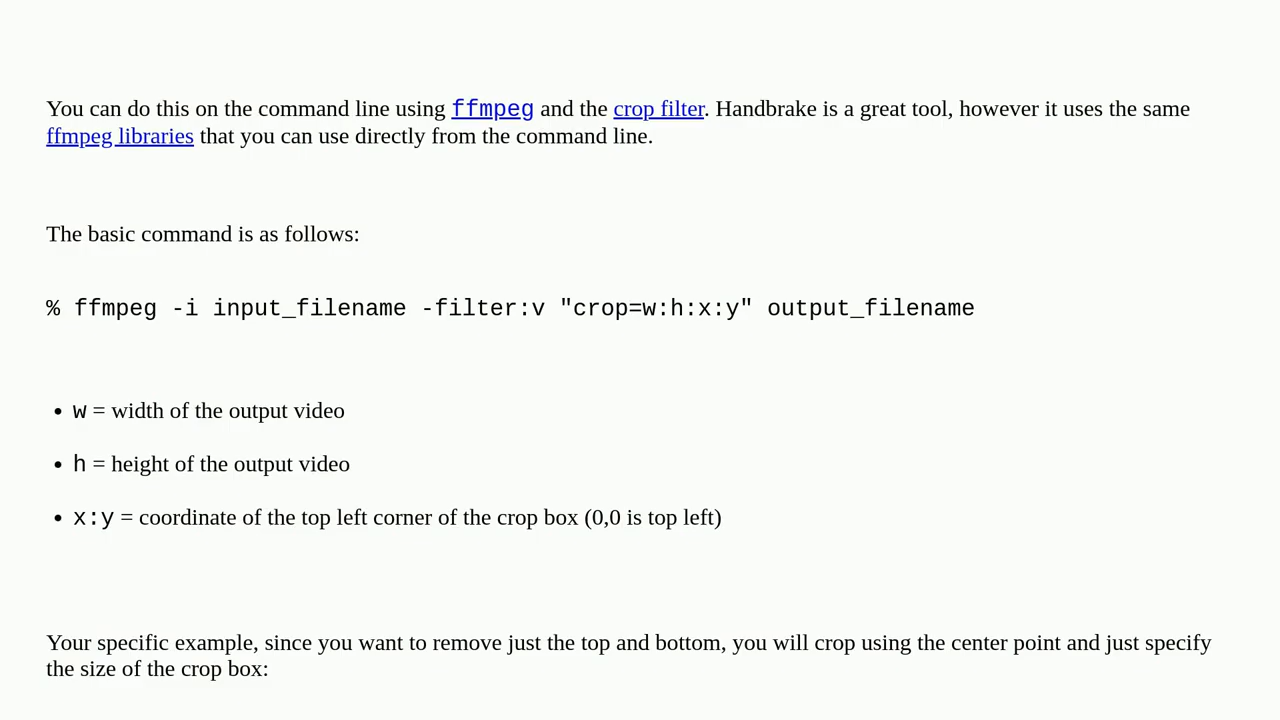 You can do this on the command line using ffmpeg and the crop filter. Handbrake is a great tool, however it uses the same
ffmpeg libraries that you can use directly from the command line.
The basic command is as follows:
% ffmpeg -i input_filename -filter:v "crop=w:h:x:y" output_filename
• w = width of the output video
• h = height of the output video
• x:y = coordinate of the top left corner of the crop box (0,0 is top left)
Your specific example, since you want to remove just the top and bottom, you will crop using the center point and just specify
the size of the crop box: